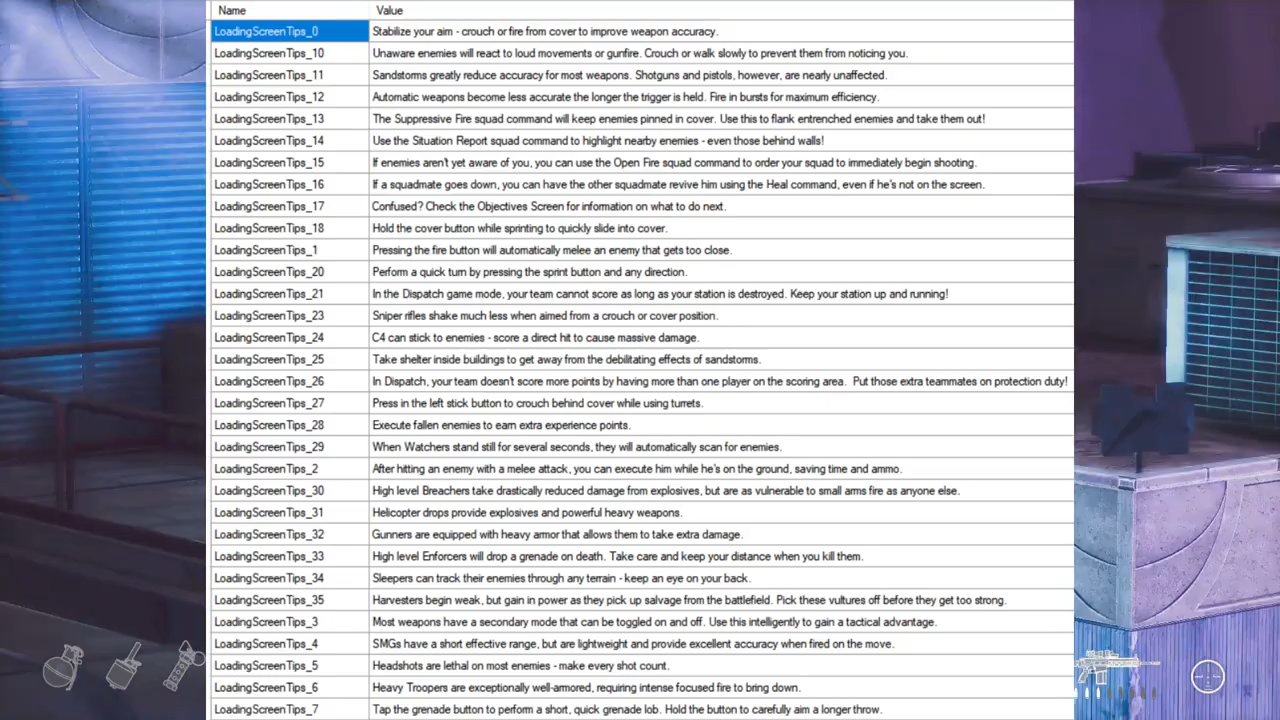 Name Value
LoadingScreenTips_0 Stabilize your aim - crouch or fire from cover to improve weapon accuracy.
LoadingScreenTips_10 Unaware enemies will react to loud movements or gunfire. Crouch or walk slowly to prevent them from noticing you.
LoadingScreenTips_11 Sandstorms greatly reduce accuracy for most weapons. Shotguns and pistols, however, are nearly unaffected.
LoadingScreenTips_12 Automatic weapons become less accurate the longer the trigger is held. Fire in bursts for maximum efficiency.
LoadingScreenTips_13 The Suppressive Fire squad command will keep enemies pinned in cover. Use this to flank entrenched enemies and take them out!
LoadingScreenTips_14 Use the Situation Report squad command to highlight nearby enemies - even those behind walls!
LoadingScreenTips_15 If enemies aren't yet aware of you, you can use the Open Fire squad command to order your squad to immediately begin shooting.
LoadingScreenTips_16 If a squadmate goes down, you can have the other squadmate revive him using the Heal command, even if he's not on the screen.
LoadingScreenTips_17 Confused? Check the Objectives Screen for information on what to do next.
LoadingScreenTips_18 Hold the cover button while sprinting to quickly slide into cover.
LoadingScreenTips_1 Pressing the fire button will automatically melee an enemy that gets too close.
LoadingScreenTips_20 Perform a quick turn by pressing the sprint button and any direction.
LoadingScreenTips_21 In the Dispatch game mode, your team cannot score as long as your station is destroyed. Keep your station up and running!
LoadingScreenTips_23 Sniper rifles shake much less when aimed from a crouch or cover position.
LoadingScreenTips_24 C4 can stick to enemies - score a direct hit to cause massive damage.
LoadingScreenTips_25 Take shelter inside buildings to get away from the debilitating effects of sandstorms.
LoadingScreenTips_26 In Dispatch, your team doesn't score more points by having more than one player on the scoring area.  Put those extra teammates on protection duty!
LoadingScreenTips_27 Press in the left stick button to crouch behind cover while using turrets.
LoadingScreenTips_28 Execute fallen enemies to earn extra experience points.
LoadingScreenTips_29 When Watchers stand still for several seconds, they will automatically scan for enemies.
LoadingScreenTips_2 After hitting an enemy with a melee attack, you can execute him while he's on the ground, saving time and ammo.
LoadingScreenTips_30 High level Breachers take drastically reduced damage from explosives, but are as vulnerable to small arms fire as anyone else.
LoadingScreenTips_31 Helicopter drops provide explosives and powerful heavy weapons.
LoadingScreenTips_32 Gunners are equipped with heavy armor that allows them to take extra damage.
LoadingScreenTips_33 High level Enforcers will drop a grenade on death. Take care and keep your distance when you kill them.
LoadingScreenTips_34 Sleepers can track their enemies through any terrain - keep an eye on your back.
LoadingScreenTips_35 Harvesters begin weak, but gain in power as they pick up salvage from the battlefield. Pick these vultures off before they get too strong.
LoadingScreenTips_3 Most weapons have a secondary mode that can be toggled on and off. Use this intelligently to gain a tactical advantage.
LoadingScreenTips_4 SMGs have a short effective range, but are lightweight and provide excellent accuracy when fired on the move.
LoadingScreenTips_5 Headshots are lethal on most enemies - make every shot count.
LoadingScreenTips_6 Heavy Troopers are exceptionally well-armored, requiring intense focused fire to bring down.
LoadingScreenTips_7 Tap the grenade button to perform a short, quick grenade lob. Hold the button to carefully aim a longer throw.